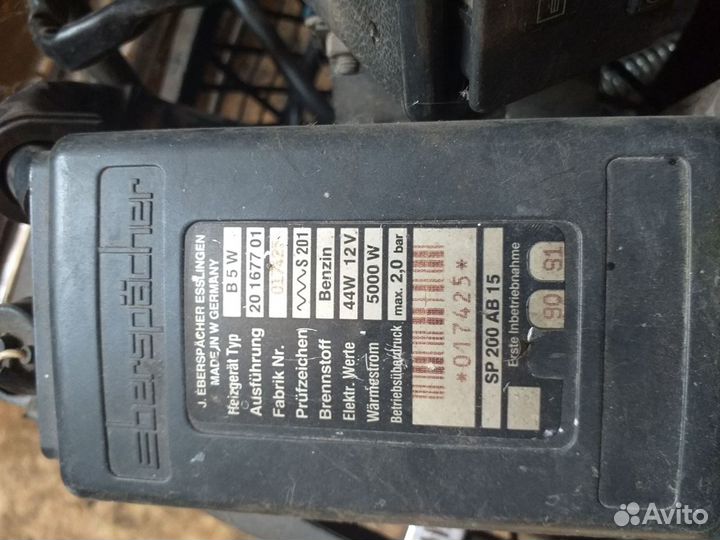 eberspächer
J. EBERSPÄCHER ESSLINGEN
MADE IN W GERMANY
Heizgerät Typ B 5 W
Ausführung 20 1677 01
Fabrik Nr.
Prüfzeichen S 201
Brennstoff Benzin
Elektr. Werte 44W 12V
Wärmestrom 5000 W
Betriebsüberdruck max. 2,0 bar
*017425*
SP 200 AB 15
Erste Inbetriebnahme
90 91
Avito